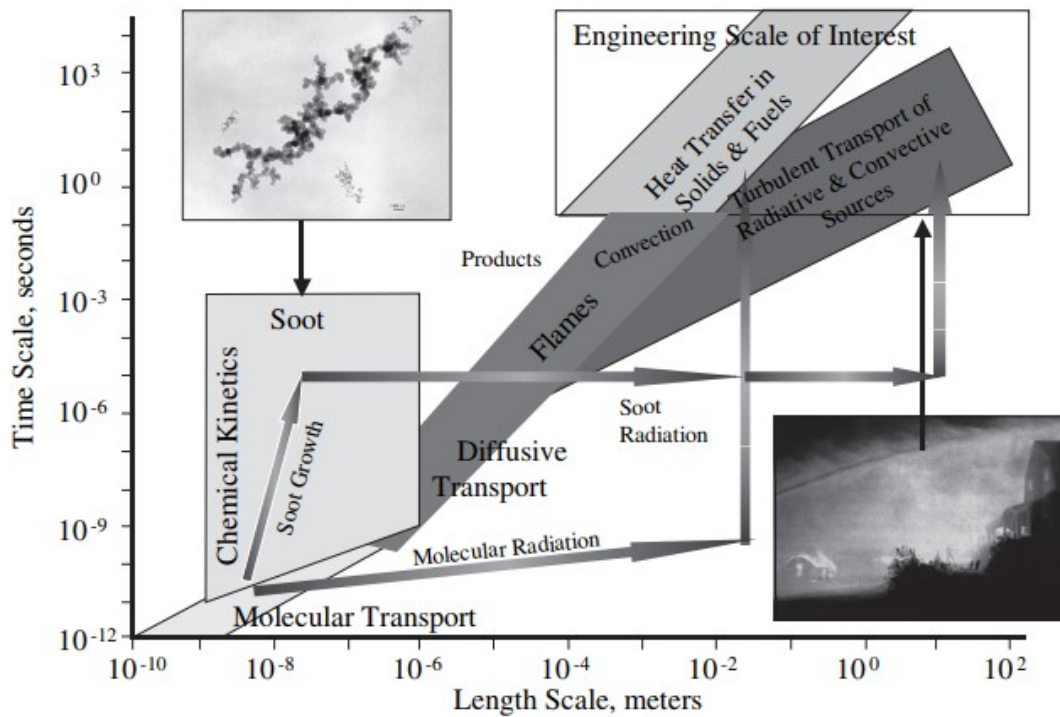 Engineering Scale of Interest
Heat Transfer in
Solids & Fuels
Turbulent Transport of
Radiative & Convective
Sources
Convection
Products
Flames
Soot
Chemical Kinetics
Soot Growth
Soot
Radiation
Diffusive
Transport
Molecular Radiation
Molecular Transport
Time Scale, seconds
10³
10⁰
10⁻³
10⁻⁶
10⁻⁹
10⁻¹²
10⁻¹⁰
10⁻⁸
10⁻⁶
10⁻⁴
10⁻²
10⁰
10²
Length Scale, meters